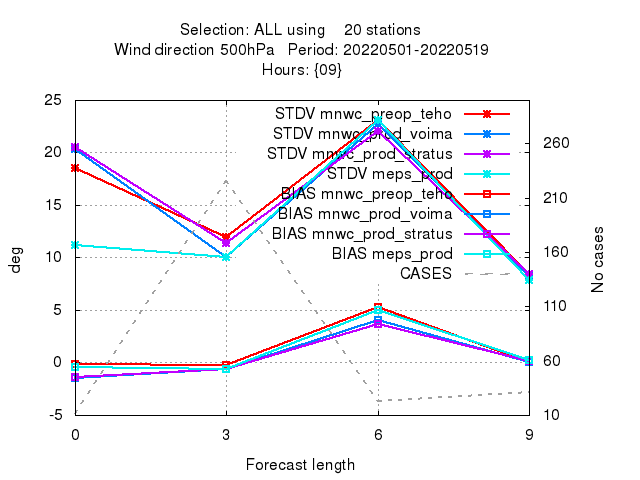 Selection: ALL using 20 stations
Wind direction 500hPa Period: 20220501-20220519
Hours: {09}
25
20
15
10
5
0
-5
deg
STDV mnwc_preop_teho
STDV mnwc_prod_voima
STDV mnwc_prod_stratus
STDV meps_prod
BIAS mnwc_preop_teho
BIAS mnwc_prod_voima
BIAS mnwc_prod_stratus
BIAS meps_prod
CASES
260
210
160
110
60
10
No cases
0 3 6 9
Forecast length